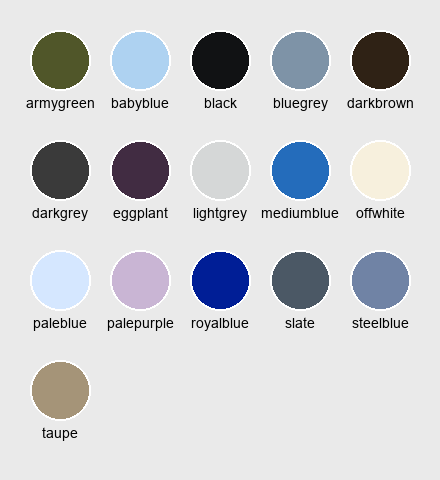 armygreen babyblue black bluegrey darkbrown
darkgrey eggplant lightgrey mediumblue offwhite
paleblue palepurple royalblue slate steelblue
taupe